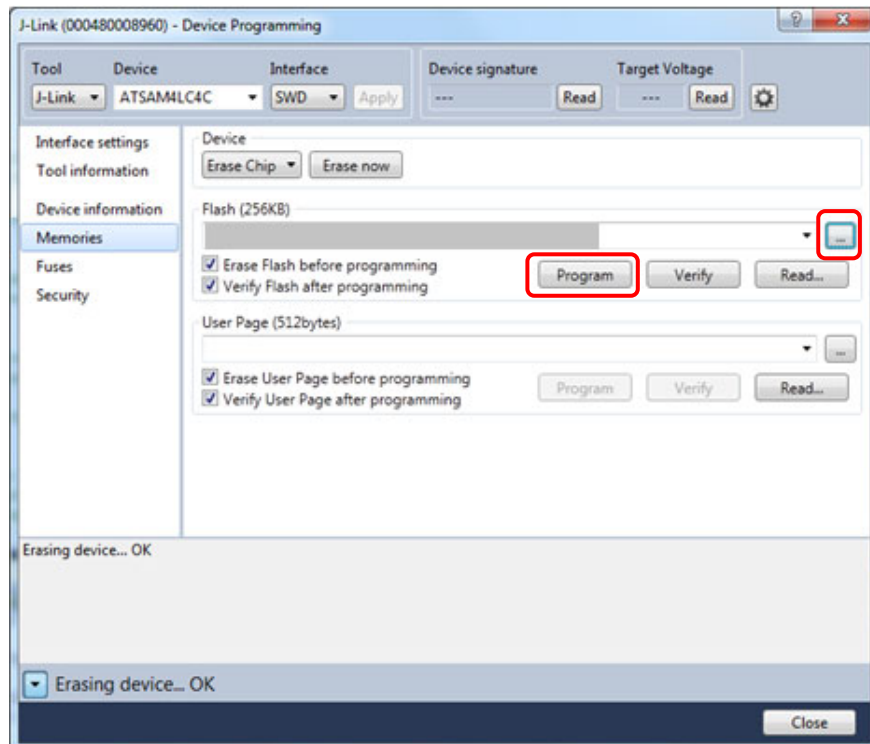 J-Link (000480008960) - Device Programming
Tool Device Interface Device signature Target Voltage
J-Link ATSAM4LC4C SWD Apply --- Read --- Read
Interface settings
Tool information
Device information
Memories
Fuses
Security
Device
Erase Chip Erase now
Flash (256KB)
...
Erase Flash before programming
Verify Flash after programming
Program Verify Read...
User Page (512bytes)
...
Erase User Page before programming
Verify User Page after programming
Program Verify Read...
Erasing device... OK
Erasing device... OK
Close